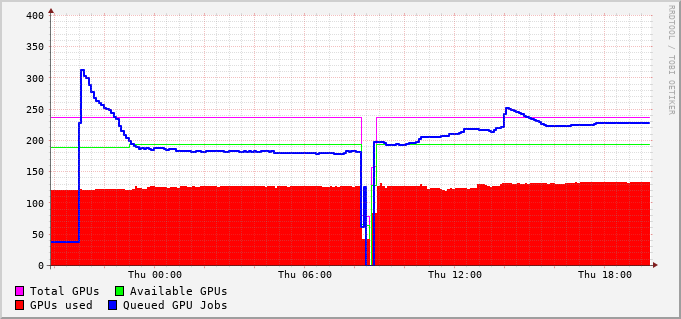 400
350
300
250
200
150
100
50
0
Thu 00:00 Thu 06:00 Thu 12:00 Thu 18:00
Total GPUs Available GPUs
GPUs used Queued GPU Jobs
RRDTOOL / TOBI OETIKER